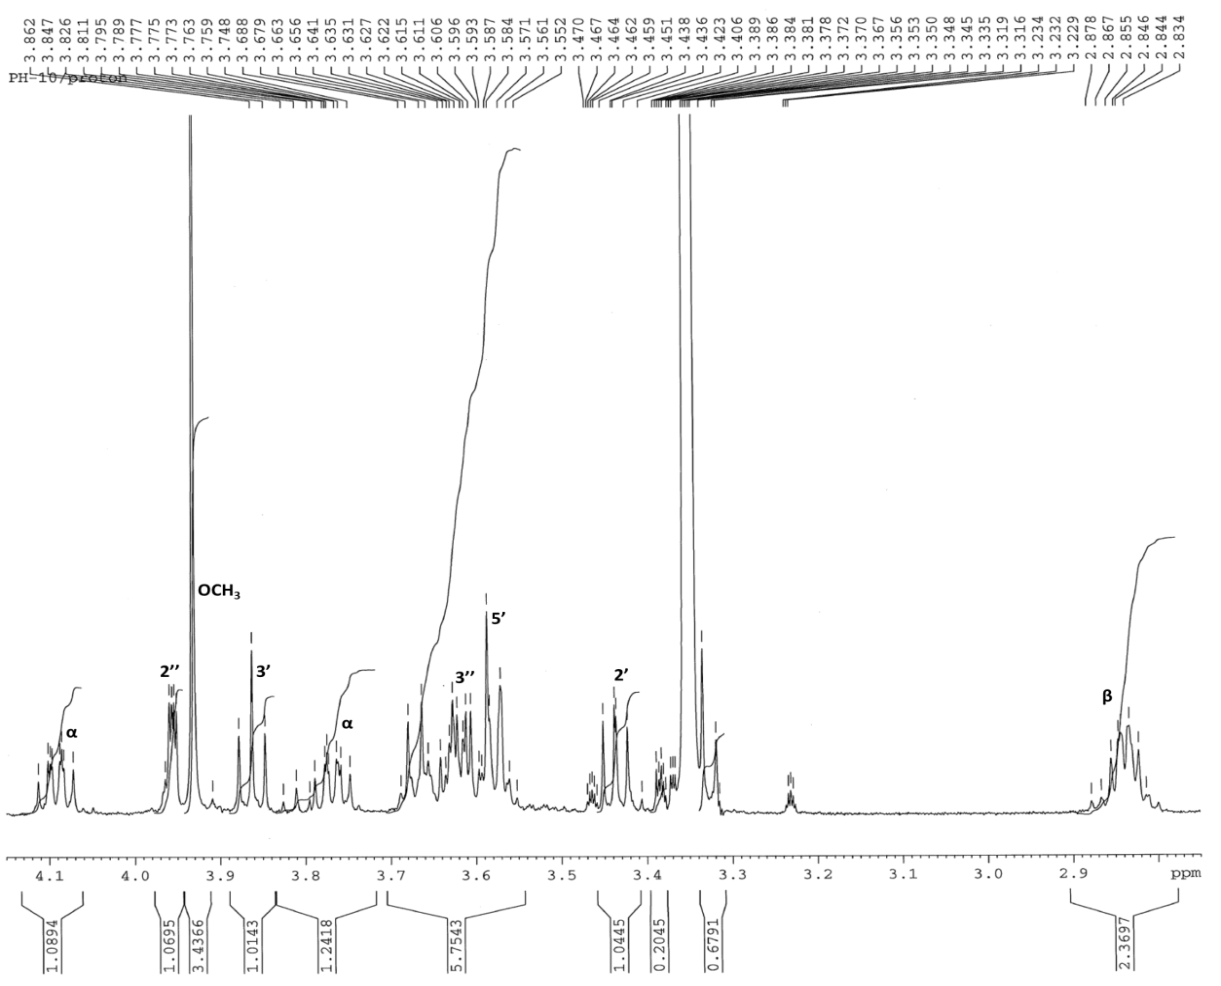 3.862 3.847 3.826 3.811 3.795 3.789 3.777 3.775 3.773 3.763 3.759 3.748 3.688 3.679 3.663 3.656 3.641 3.635 3.631 3.627 3.622 3.615 3.611 3.606 3.596 3.593 3.587 3.584 3.571 3.561 3.552 3.470 3.467 3.464 3.462 3.459 3.451 3.438 3.436 3.423 3.406 3.389 3.386 3.384 3.381 3.378 3.372 3.370 3.367 3.356 3.353 3.350 3.348 3.345 3.335 3.319 3.316 3.234 3.232 3.229 2.878 2.867 2.855 2.846 2.844 2.834
PH-10/proton
OCH₃
5'
2'' 3' 3'' 2'
β
α α
4.1 4.0 3.9 3.8 3.7 3.6 3.5 3.4 3.3 3.2 3.1 3.0 2.9 ppm
1.0894 1.0695 3.4366 1.0143 1.2418 5.7543 1.0445 0.2045 0.6791 2.3697